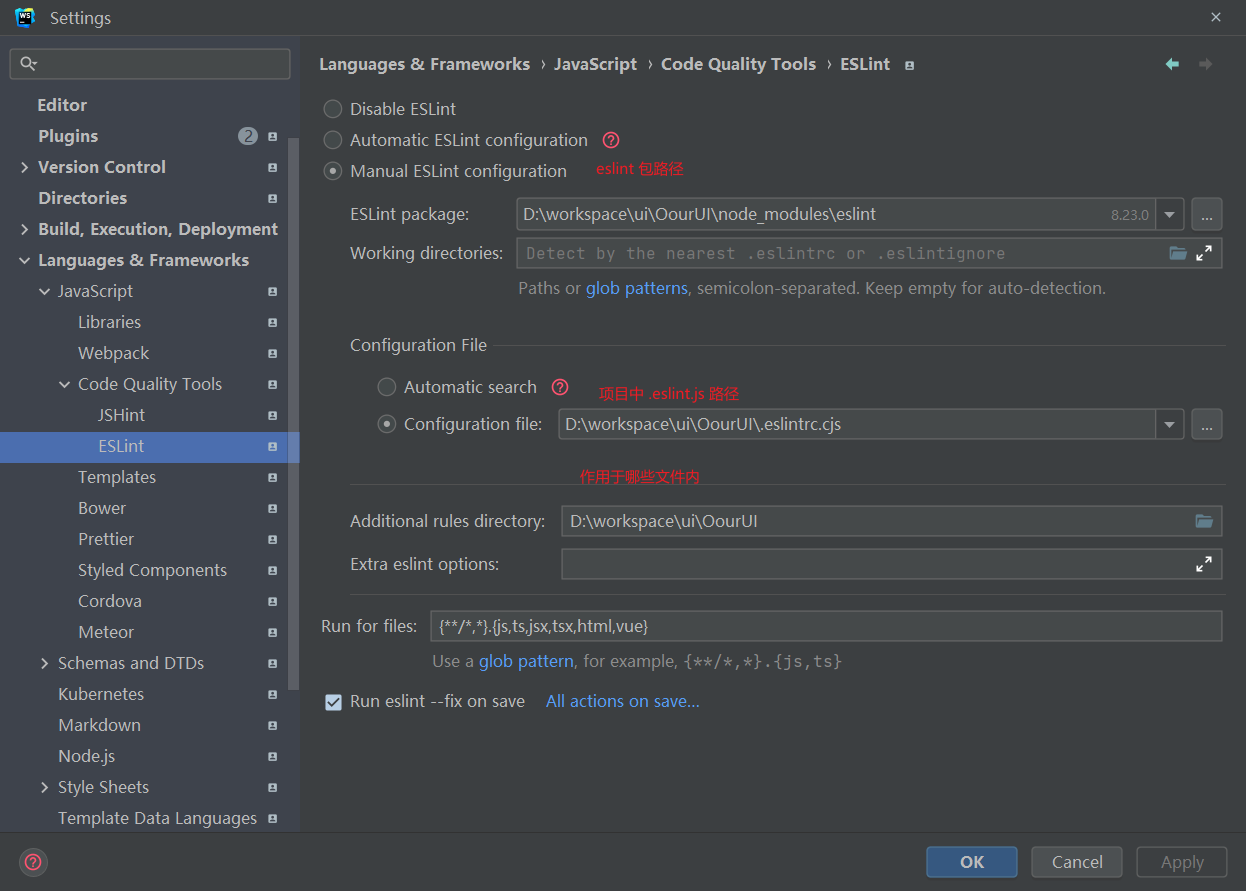 Settings
Languages & Frameworks › JavaScript › Code Quality Tools › ESLint
Editor
Plugins 2
Version Control
Directories
Build, Execution, Deployment
Languages & Frameworks
JavaScript
Libraries
Webpack
Code Quality Tools
JSHint
ESLint
Templates
Bower
Prettier
Styled Components
Cordova
Meteor
Schemas and DTDs
Kubernetes
Markdown
Node.js
Style Sheets
Template Data Languages
Disable ESLint
Automatic ESLint configuration
Manual ESLint configuration
eslint 包路径
ESLint package: D:\workspace\ui\OourUI\node_modules\eslint 8.23.0 ...
Working directories: Detect by the nearest .eslintrc or .eslintignore
Paths or glob patterns, semicolon-separated. Keep empty for auto-detection.
Configuration File
Automatic search
项目中 .eslint.js 路径
Configuration file: D:\workspace\ui\OourUI\.eslintrc.cjs ...
作用于哪些文件内
Additional rules directory: D:\workspace\ui\OourUI
Extra eslint options:
Run for files: {**/*,*}.{js,ts,jsx,tsx,html,vue}
Use a glob pattern, for example, {**/*,*}.{js,ts}
Run eslint --fix on save All actions on save...
OK Cancel Apply